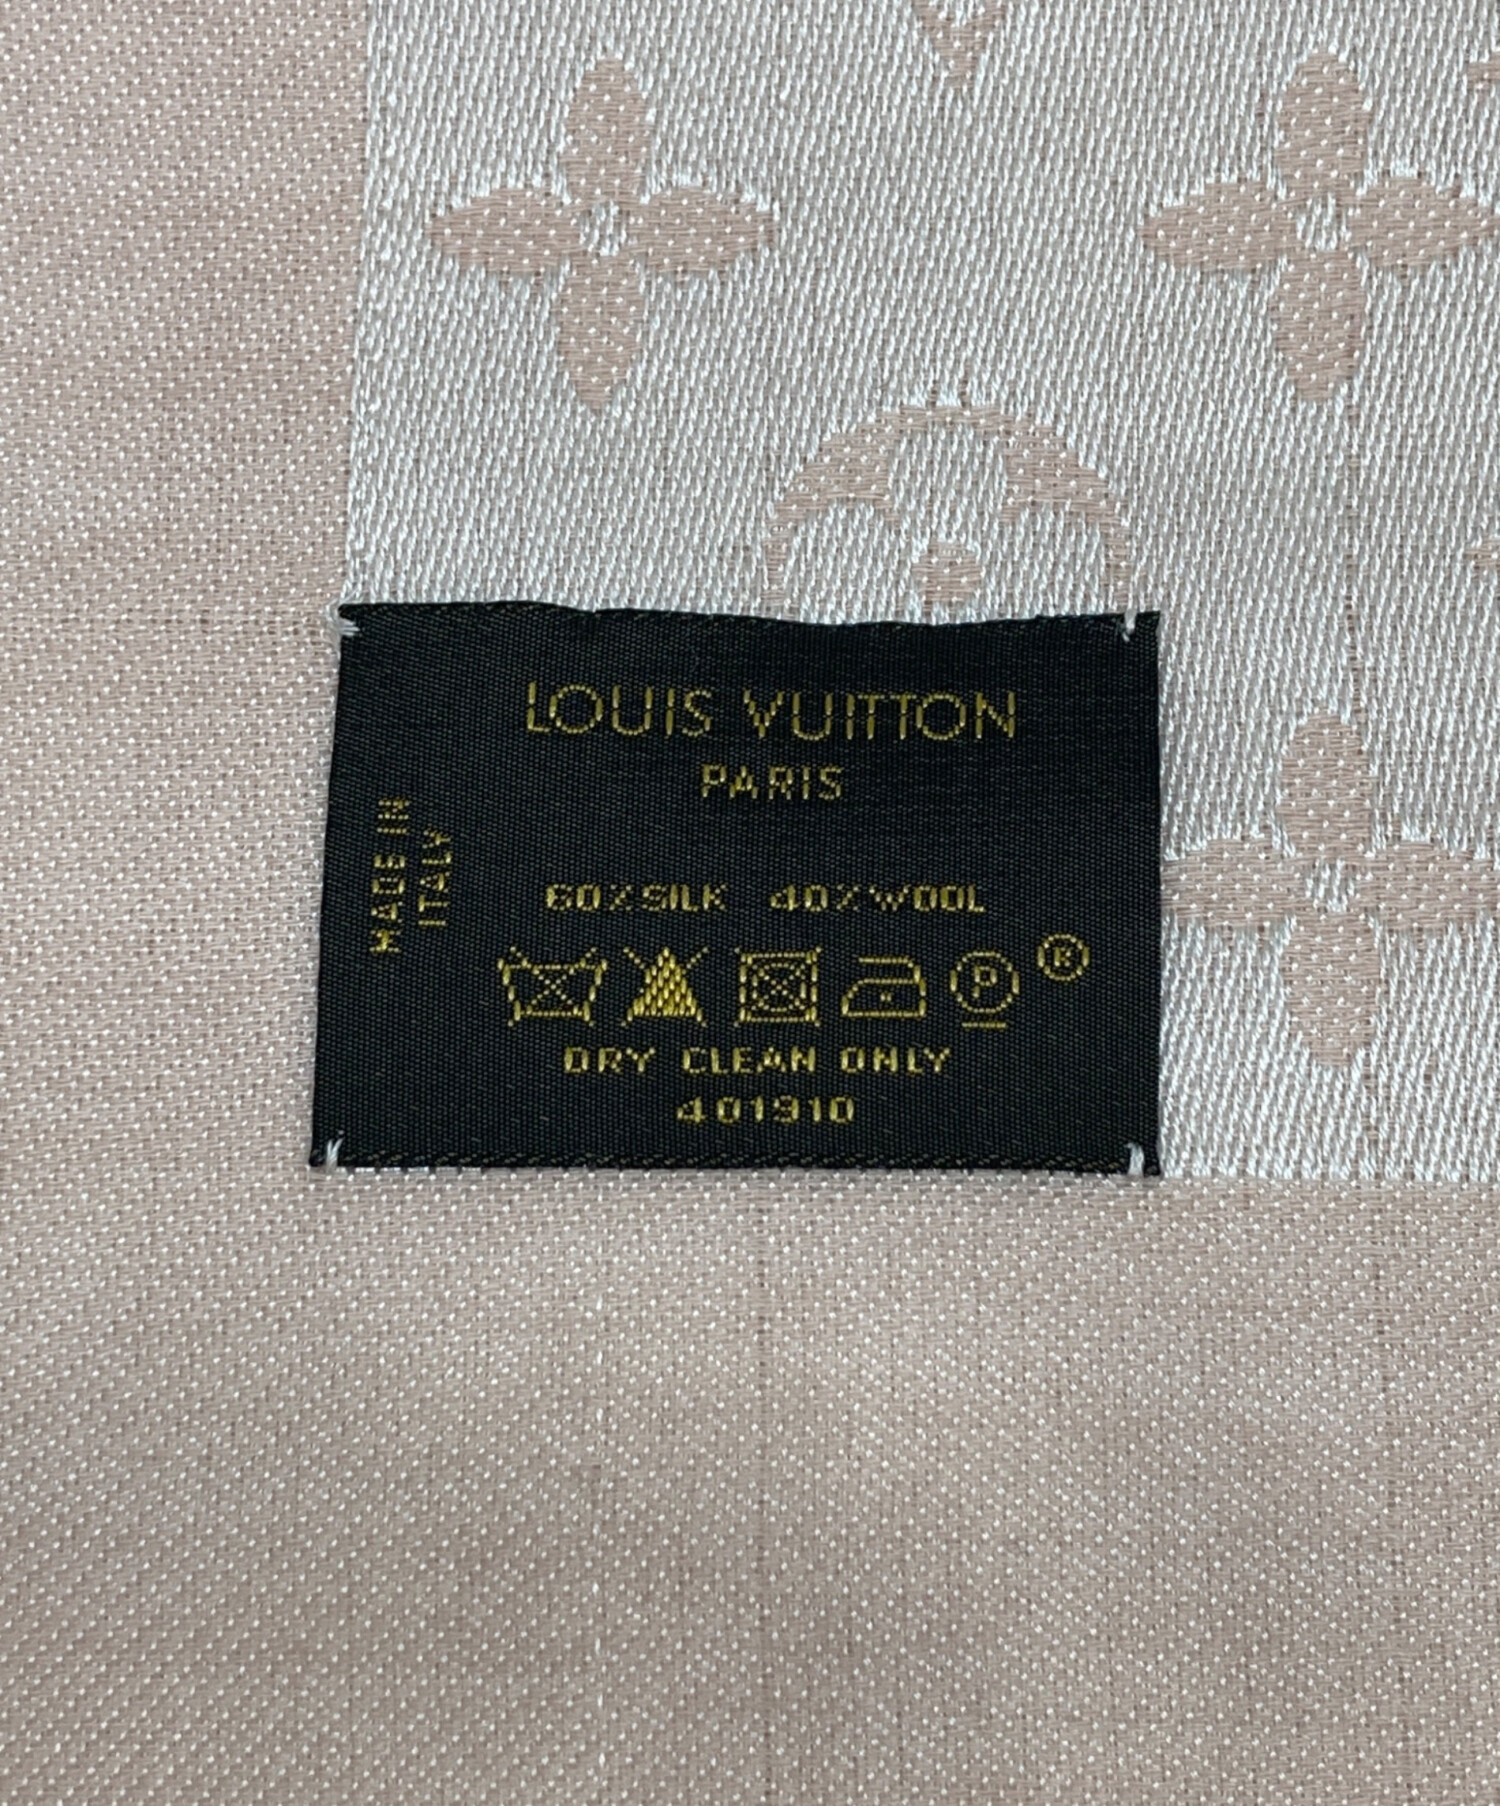 LOUIS VUITTON
PARIS
MADE IN
ITALY
60% SILK 40% WOOL
P ®
DRY CLEAN ONLY
401910